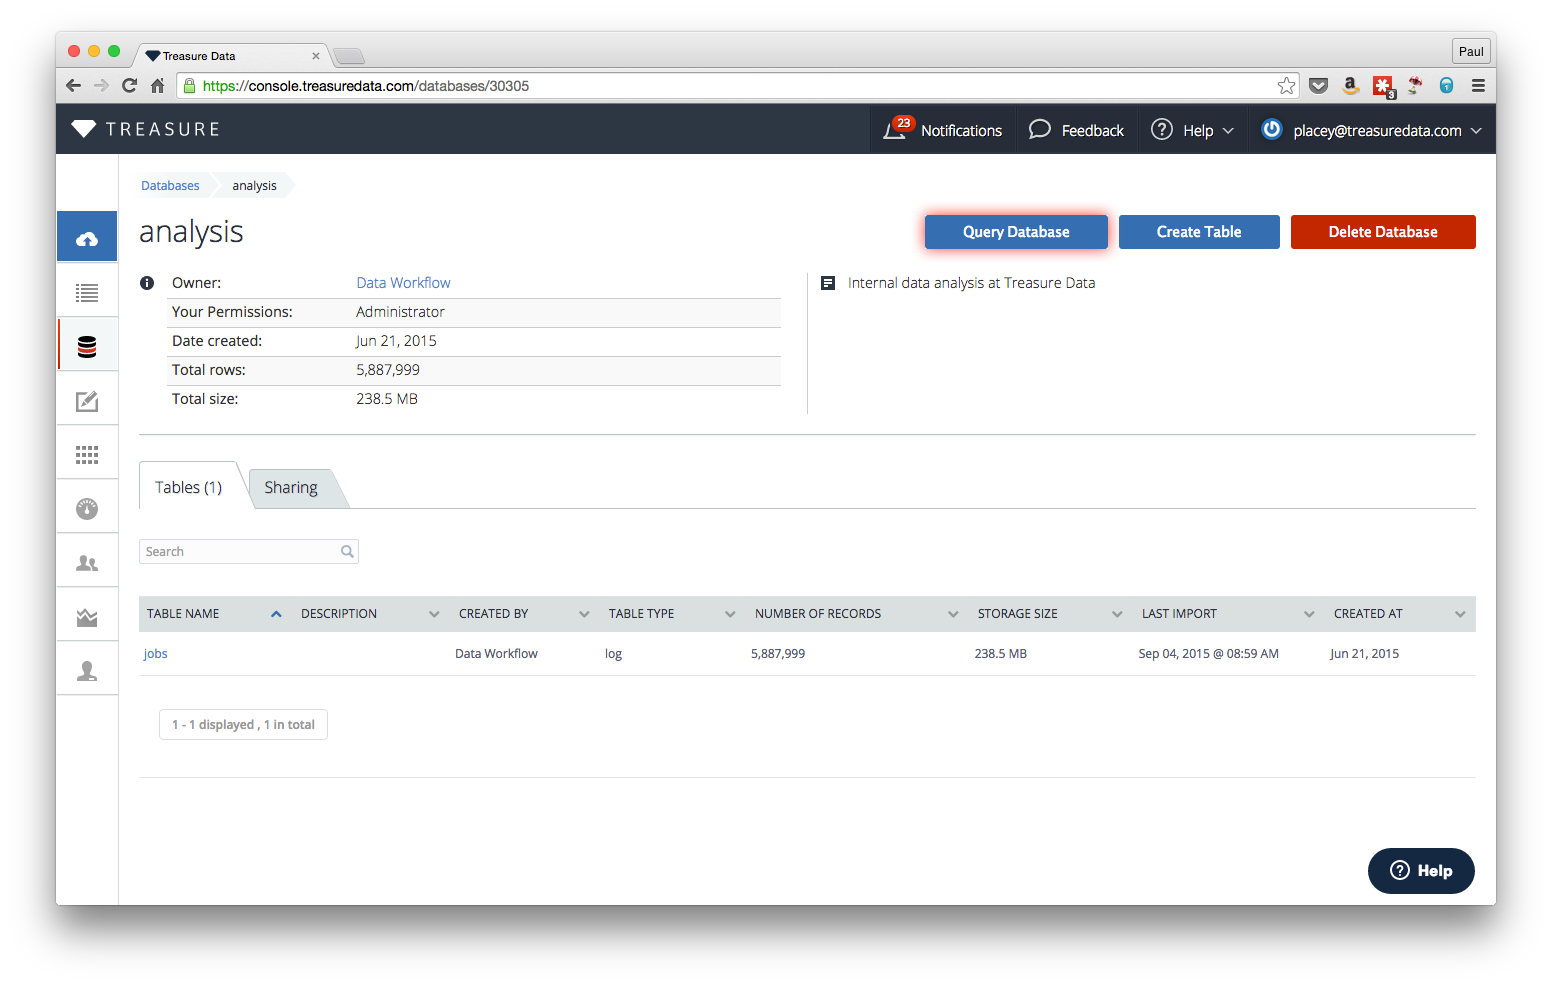 Treasure Data
Paul
https://console.treasuredata.com/databases/30305
3
TREASURE
23
Notifications
Feedback
Help
placey@treasuredata.com
Databases
analysis
analysis
Query Database
Create Table
Delete Database
Owner: Data Workflow
Your Permissions: Administrator
Date created: Jun 21, 2015
Total rows: 5,887,999
Total size: 238.5 MB
Internal data analysis at Treasure Data
Tables (1)
Sharing
Search
TABLE NAME DESCRIPTION CREATED BY TABLE TYPE NUMBER OF RECORDS STORAGE SIZE LAST IMPORT CREATED AT
jobs Data Workflow log 5,887,999 238.5 MB Sep 04, 2015 @ 08:59 AM Jun 21, 2015
1 - 1 displayed , 1 in total
Help